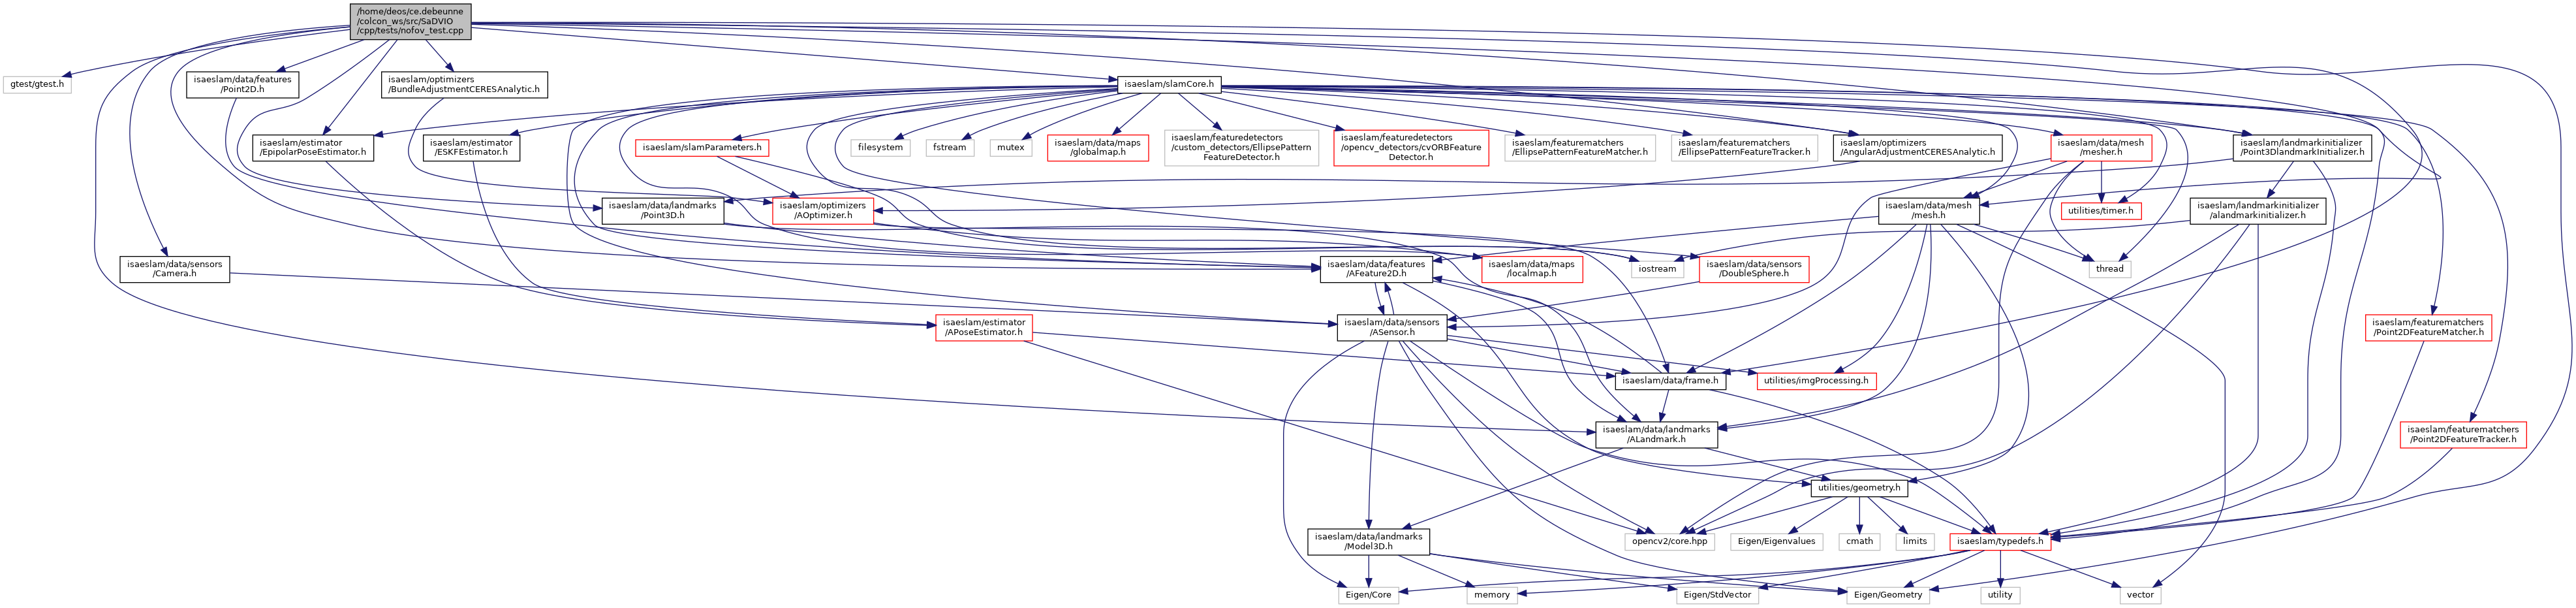 /home/deos/ce.debeunne
/colcon_ws/src/SaDVIO
/cpp/tests/nofov_test.cpp
gtest/gtest.h
isaeslam/data/features
/Point2D.h
isaeslam/optimizers
/BundleAdjustmentCERESAnalytic.h
isaeslam/slamCore.h
isaeslam/estimator
/EpipolarPoseEstimator.h
isaeslam/estimator
/ESKFEstimator.h
isaeslam/slamParameters.h
filesystem
fstream
mutex
isaeslam/data/maps
/globalmap.h
isaeslam/featuredetectors
/custom_detectors/EllipsePattern
FeatureDetector.h
isaeslam/featuredetectors
/opencv_detectors/cvORBFeature
Detector.h
isaeslam/featurematchers
/EllipsePatternFeatureMatcher.h
isaeslam/featurematchers
/EllipsePatternFeatureTracker.h
isaeslam/optimizers
/AngularAdjustmentCERESAnalytic.h
isaeslam/data/mesh
/mesher.h
isaeslam/landmarkinitializer
/Point3DlandmarkInitializer.h
isaeslam/data/landmarks
/Point3D.h
isaeslam/optimizers
/AOptimizer.h
isaeslam/data/mesh
/mesh.h
utilities/timer.h
isaeslam/landmarkinitializer
/alandmarkinitializer.h
isaeslam/data/sensors
/Camera.h
isaeslam/data/features
/AFeature2D.h
isaeslam/data/maps
/localmap.h
iostream
isaeslam/data/sensors
/DoubleSphere.h
thread
isaeslam/estimator
/APoseEstimator.h
isaeslam/data/sensors
/ASensor.h
isaeslam/featurematchers
/Point2DFeatureMatcher.h
isaeslam/data/frame.h
utilities/imgProcessing.h
isaeslam/data/landmarks
/ALandmark.h
isaeslam/featurematchers
/Point2DFeatureTracker.h
utilities/geometry.h
isaeslam/data/landmarks
/Model3D.h
opencv2/core.hpp
Eigen/Eigenvalues
cmath
limits
isaeslam/typedefs.h
Eigen/Core
memory
Eigen/StdVector
Eigen/Geometry
utility
vector